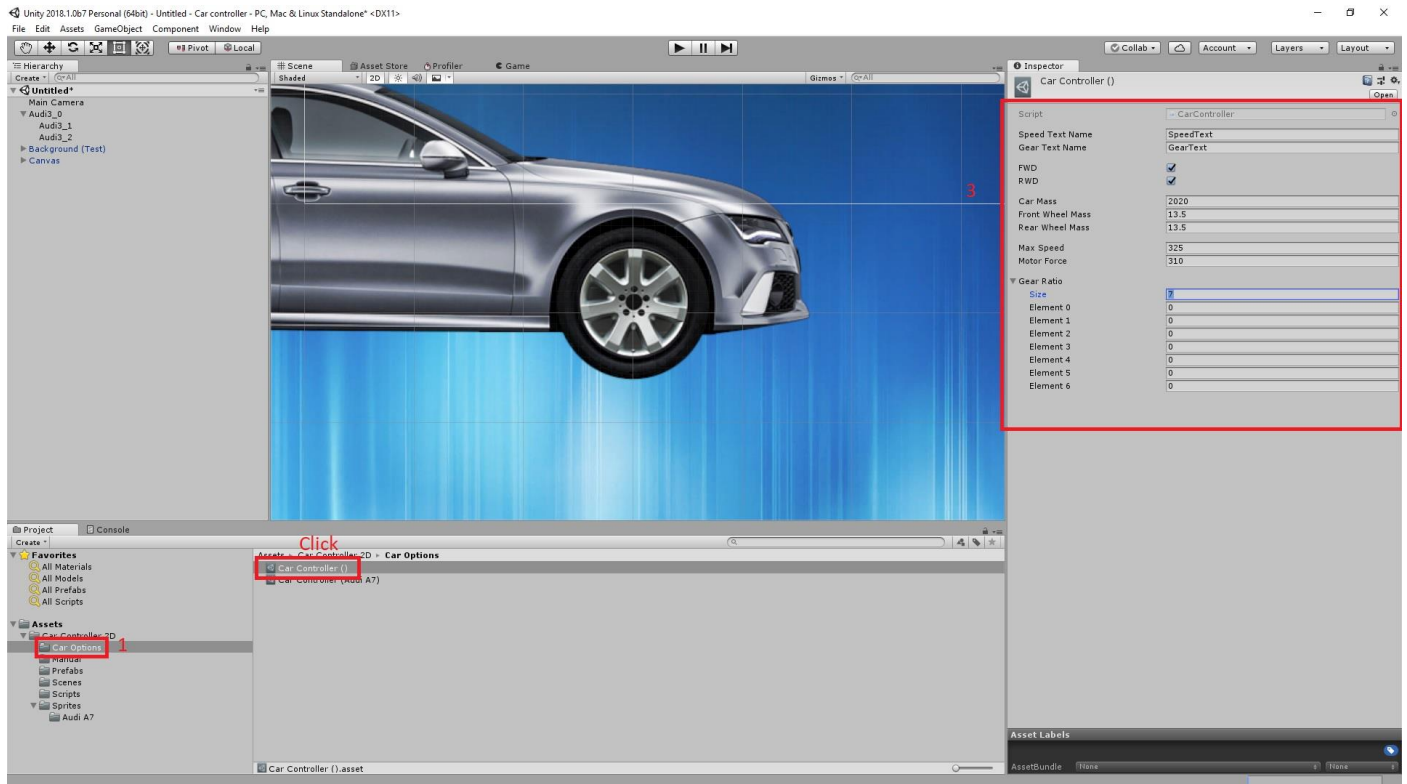 Unity 2018.1.0b7 Personal (64bit) - Untitled - Car controller - PC, Mac & Linux Standalone* <DX11>
File Edit Assets GameObject Component Window Help
Pivot Local
Collab Account Layers Layout
Hierarchy
Create All
Untitled*
Main Camera
Audi3_0
Audi3_1
Audi3_2
Background (Test)
Canvas
Scene Asset Store Profiler Game
Shaded 2D Gizmos All
Inspector
Car Controller ()
Open
Script CarController
Speed Text Name SpeedText
Gear Text Name GearText
FWD
RWD
3
Car Mass 2020
Front Wheel Mass 13.5
Rear Wheel Mass 13.5
Max Speed 325
Motor Force 310
Gear Ratio
Size 7
Element 0 0
Element 1 0
Element 2 0
Element 3 0
Element 4 0
Element 5 0
Element 6 0
Project Console
Create
Favorites
All Materials
All Models
All Prefabs
All Scripts
Assets
Car Controller 2D
Car Options 1
Manual
Prefabs
Scenes
Scripts
Sprites
Audi A7
Click
Assets Car Controller 2D Car Options
Car Controller ()
Car Controller (Audi A7)
Car Controller ().asset
Asset Labels
AssetBundle None None